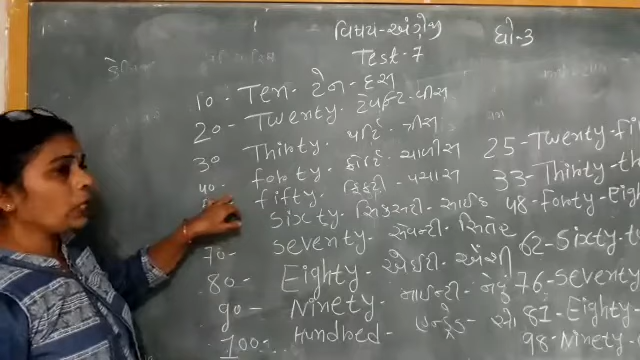 વિષય-અંગ્રેજી ધો-3
Test-7
10. Ten. ટેન-દસ
20- Twenty. ટ્વેન્ટિ-વીસ
30 Thirty. થર્ટિ. ત્રીસ
40- forty. ફોર્ટિ. ચાળીસ
fifty. ફિફ્ટી-પચાસ
Sixty.
70- Seventy. સેવન્ટી.
80- Eighty- એઈટી-
90- Ninety. નાઈન્ટી-
100-. Hundred-
25-Twenty-fi
33-Thirty-th
48-Forty-Eigh
62-Sixty-t
76-Seventy
81-Eighty-
98-Ninety-